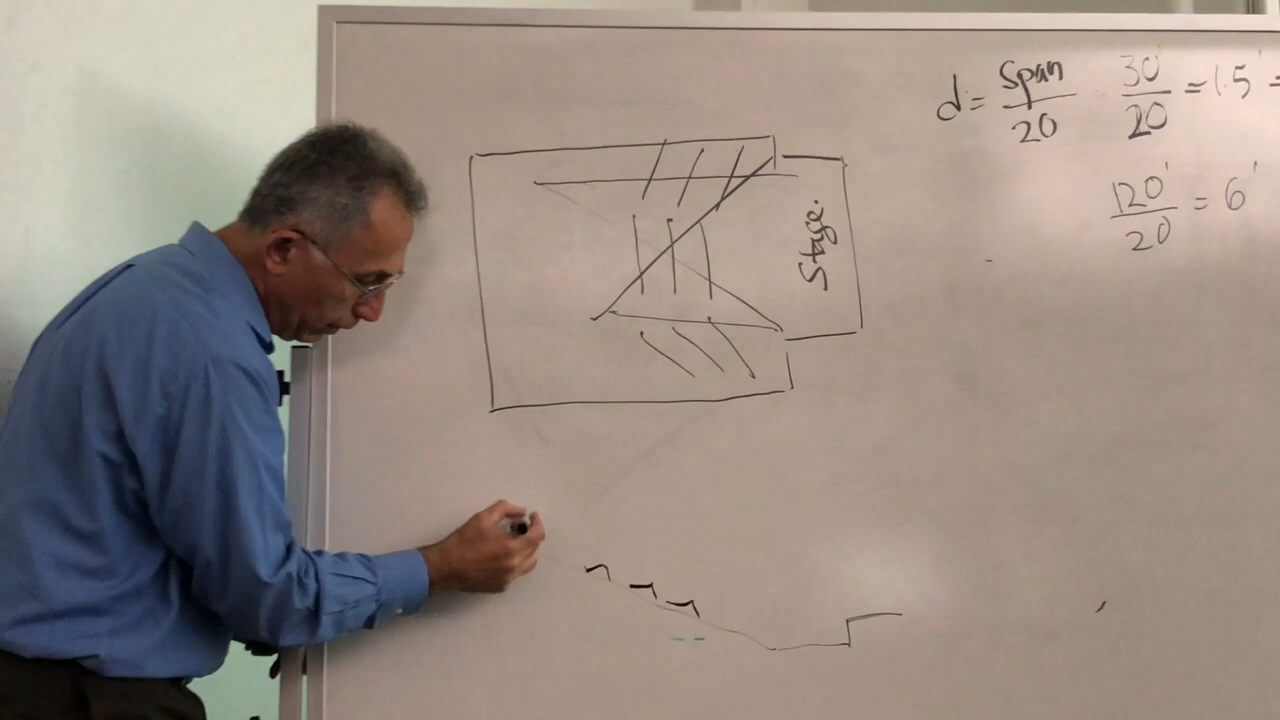 d = Span/20 30'/20 = 1.5' =
120'/20 = 6'
Stage.